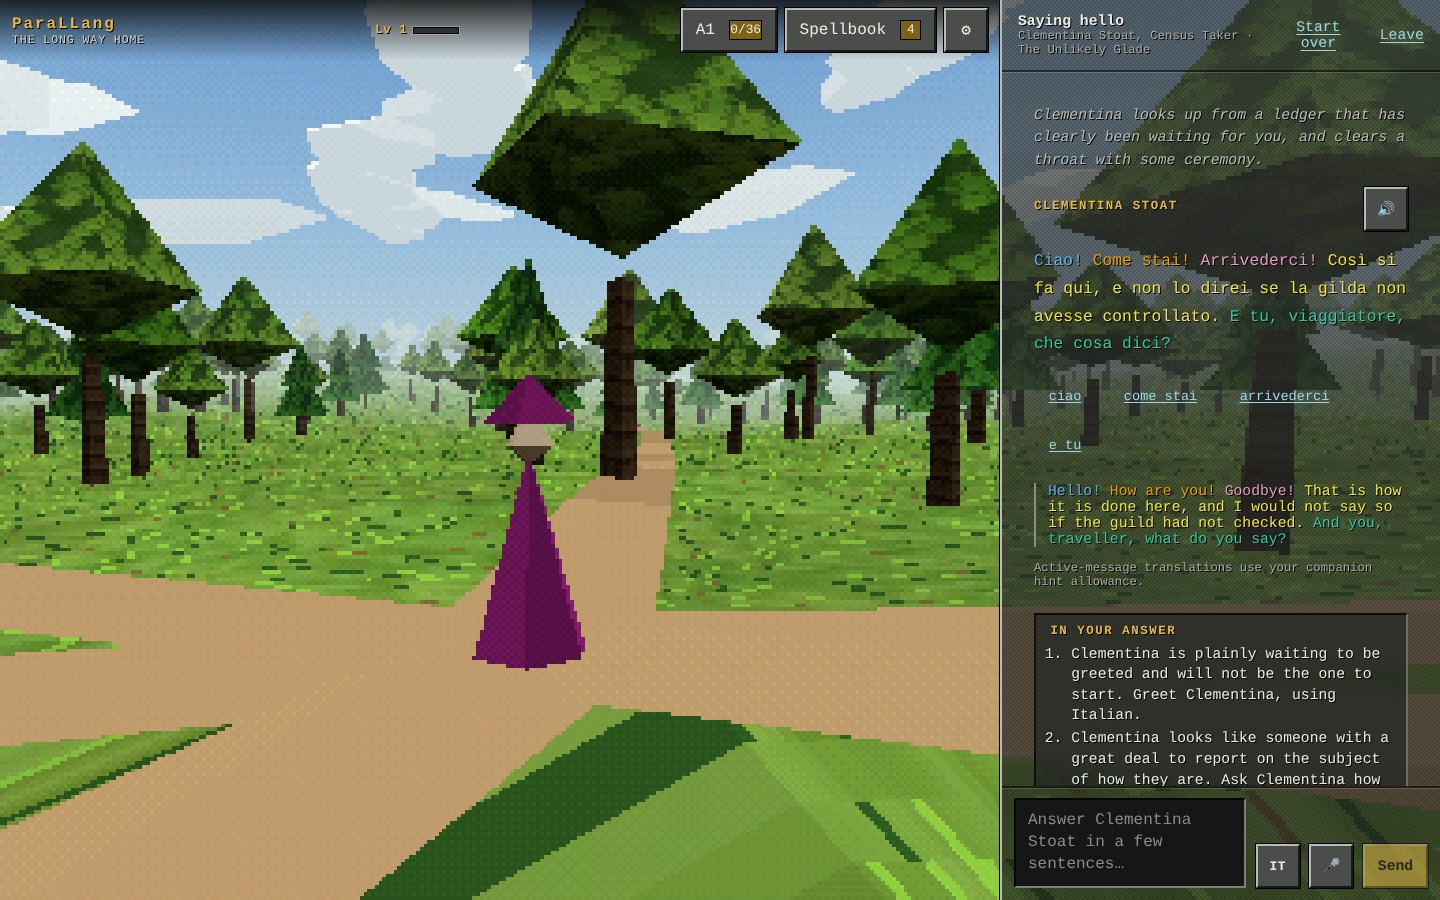 ParaLLang
THE LONG WAY HOME
Lv 1
A1 0/36
Spellbook 4
Saying hello
Clementina Stoat, Census Taker ·
The Unlikely Glade
Start
over
Leave
Clementina looks up from a ledger that has
clearly been waiting for you, and clears a
throat with some ceremony.
CLEMENTINA STOAT
Ciao! Come stai! Arrivederci! Così si
fa qui, e non lo direi se la gilda non
avesse controllato. E tu, viaggiatore,
che cosa dici?
ciao come stai arrivederci
e tu
Hello! How are you! Goodbye! That is how
it is done here, and I would not say so
if the guild had not checked. And you,
traveller, what do you say?
Active-message translations use your companion
hint allowance.
IN YOUR ANSWER
1. Clementina is plainly waiting to be
greeted and will not be the one to
start. Greet Clementina, using
Italian.
2. Clementina looks like someone with a
great deal to report on the subject
of how they are. Ask Clementina how
Answer Clementina
Stoat in a few
sentences…
IT
Send